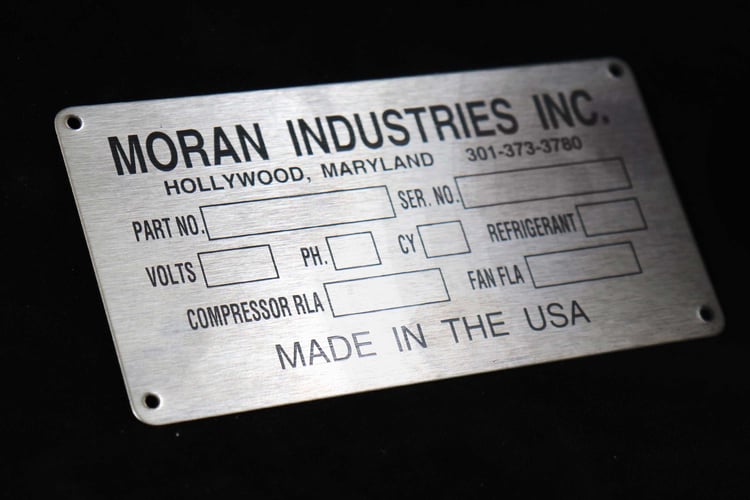 MORAN INDUSTRIES INC.
HOLLYWOOD, MARYLAND 301-373-3780
PART NO. SER. NO.
VOLTS PH. CY REFRIGERANT
COMPRESSOR RLA FAN FLA
MADE IN THE USA